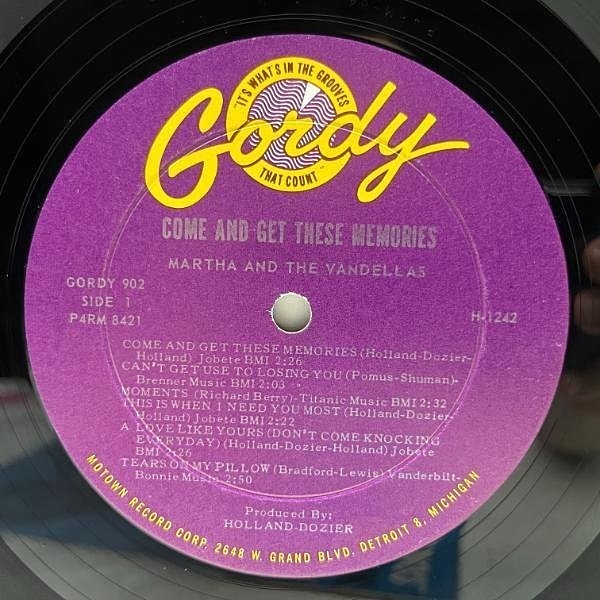 "IT'S WHAT'S IN THE GROOVES
Gordy
THAT COUNT"
COME AND GET THESE MEMORIES
MARTHA AND THE VANDELLAS
GORDY 902
SIDE 1
P4RM 8421
H-1242
COME AND GET THESE MEMORIES (Holland-Dozier-
Holland) Jobete BMI 2:26
CAN'T GET USE TO LOSING YOU (Pomus-Shuman)-
Brenner Music BMI 2:03
MOMENTS (Richard Berry)-Titanic Music BMI 2:32
THIS IS WHEN I NEED YOU MOST (Holland-Dozier-
Holland) Jobete BMI 2:22
A LOVE LIKE YOURS (DON'T COME KNOCKING
EVERYDAY) (Holland-Dozier-Holland) Jobete
BMI 2:26
TEARS ON MY PILLOW (Bradford-Lewis) Vanderbilt-
Bonnie Music 2:50
Produced By:
HOLLAND-DOZIER
MOTOWN RECORD CORP. 2648 W. GRAND BLVD. DETROIT 8, MICHIGAN